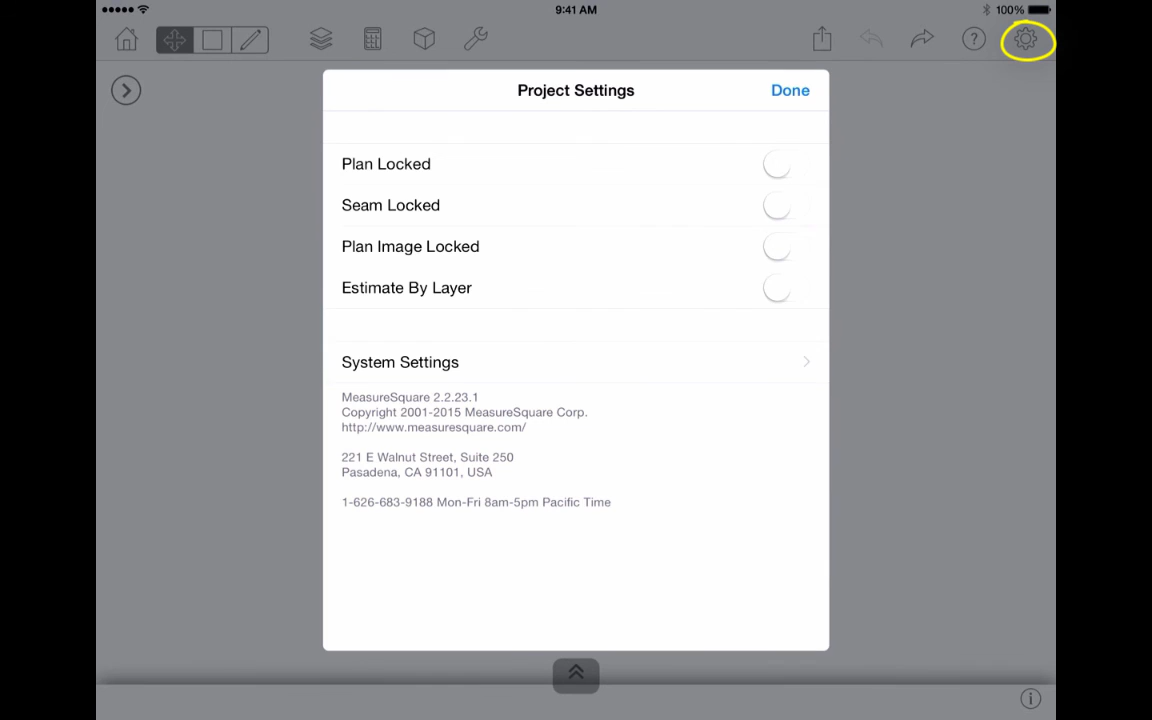 9:41 AM
100%
Project Settings
Done
Plan Locked
Seam Locked
Plan Image Locked
Estimate By Layer
System Settings
MeasureSquare 2.2.23.1
Copyright 2001-2015 MeasureSquare Corp.
http://www.measuresquare.com/
221 E Walnut Street, Suite 250
Pasadena, CA 91101, USA
1-626-683-9188 Mon-Fri 8am-5pm Pacific Time